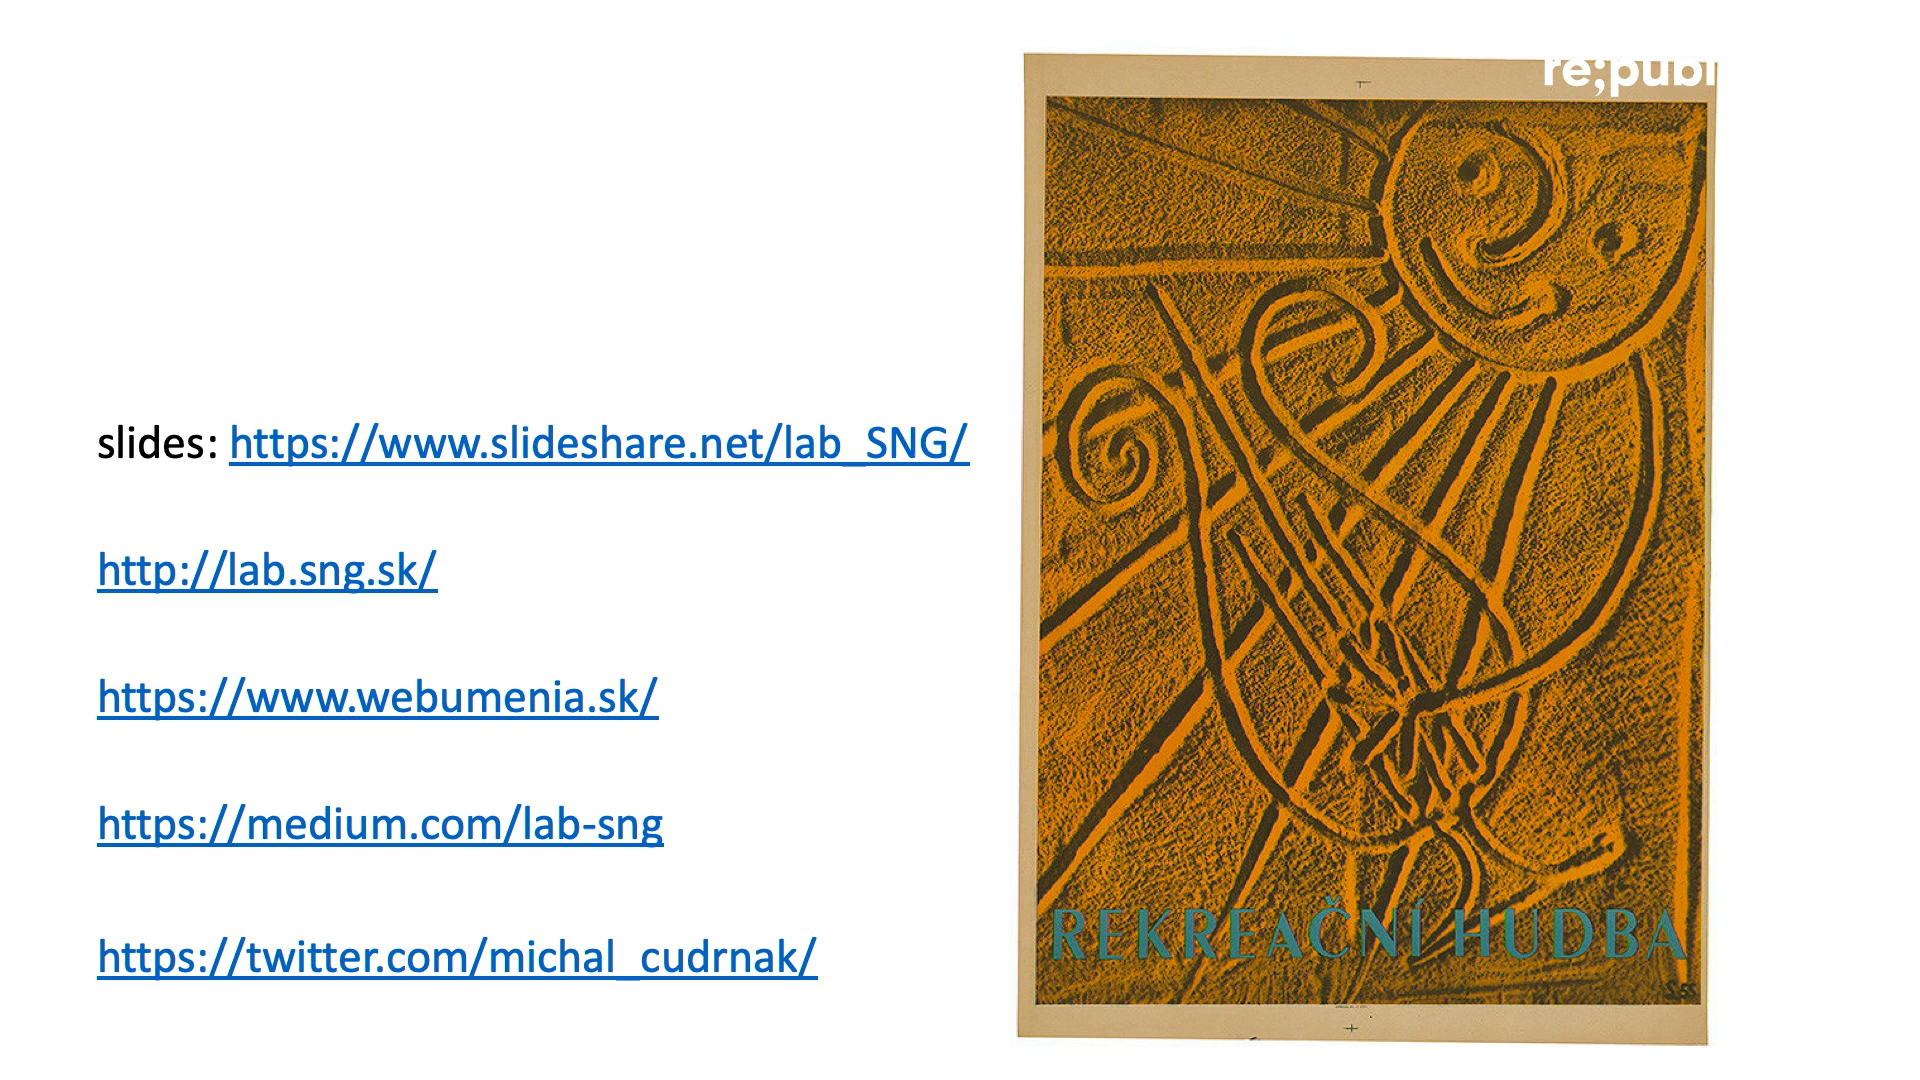 re;publ
slides: https://www.slideshare.net/lab_SNG/
http://lab.sng.sk/
https://www.webumenia.sk/
https://medium.com/lab-sng
https://twitter.com/michal_cudrnak/
REKREAČNÍ HUDBA